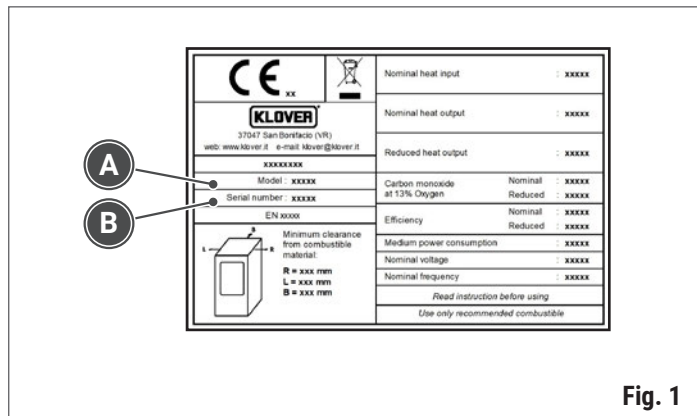 CE xx
KLOVER
37047 San Bonifacio (VR)
web: www.klover.it e-mail: klover@klover.it
xxxxxxxx
A
Model : xxxxx
B
Serial number : xxxxx
EN xxxxx
Minimum clearance
from combustible
material:
B
L
R
R = xxx mm
L = xxx mm
B = xxx mm
Nominal heat input : xxxxx
Nominal heat output : xxxxx
Reduced heat output : xxxxx
Carbon monoxide Nominal : xxxxx
at 13% Oxygen Reduced : xxxxx
Efficiency Nominal : xxxxx
Reduced : xxxxx
Medium power consumption : xxxxx
Nominal voltage : xxxxx
Nominal frequency : xxxxx
Read instruction before using
Use only recommended combustible
Fig. 1